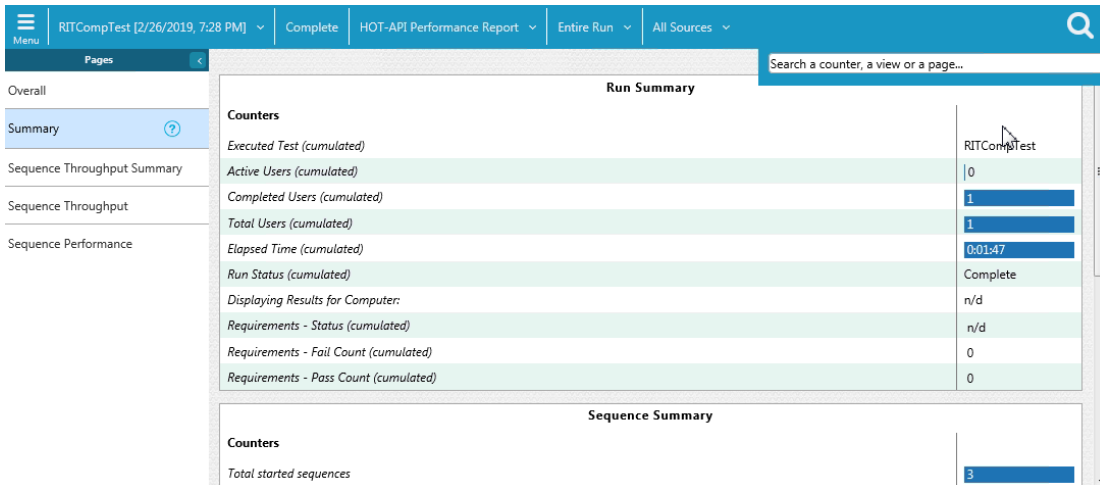 Menu
RITCompTest [2/26/2019, 7:28 PM]
Complete
HOT-API Performance Report
Entire Run
All Sources
Search a counter, a view or a page...
Pages
Overall
Summary ?
Sequence Throughput Summary
Sequence Throughput
Sequence Performance
Run Summary
Counters
Executed Test (cumulated) RITCompTest
Active Users (cumulated) 0
Completed Users (cumulated) 1
Total Users (cumulated) 1
Elapsed Time (cumulated) 0:01:47
Run Status (cumulated) Complete
Displaying Results for Computer: n/d
Requirements - Status (cumulated) n/d
Requirements - Fail Count (cumulated) 0
Requirements - Pass Count (cumulated) 0
Sequence Summary
Counters
Total started sequences 3